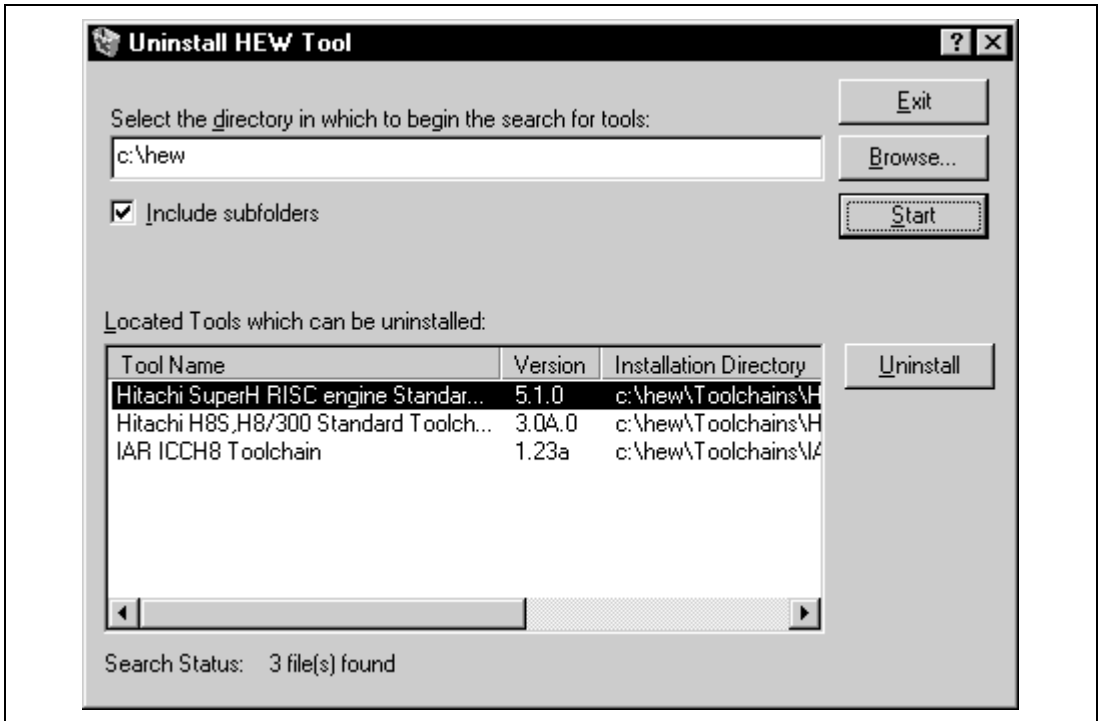 Uninstall HEW Tool
Exit
Select the directory in which to begin the search for tools:
c:\hew
Browse...
Include subfolders
Start
Located Tools which can be uninstalled:
Tool Name Version Installation Directory
Uninstall
Hitachi SuperH RISC engine Standar... 5.1.0 c:\hew\Toolchains\H
Hitachi H8S,H8/300 Standard Toolch... 3.0A.0 c:\hew\Toolchains\H
IAR ICCH8 Toolchain 1.23a c:\hew\Toolchains\IA
Search Status: 3 file(s) found